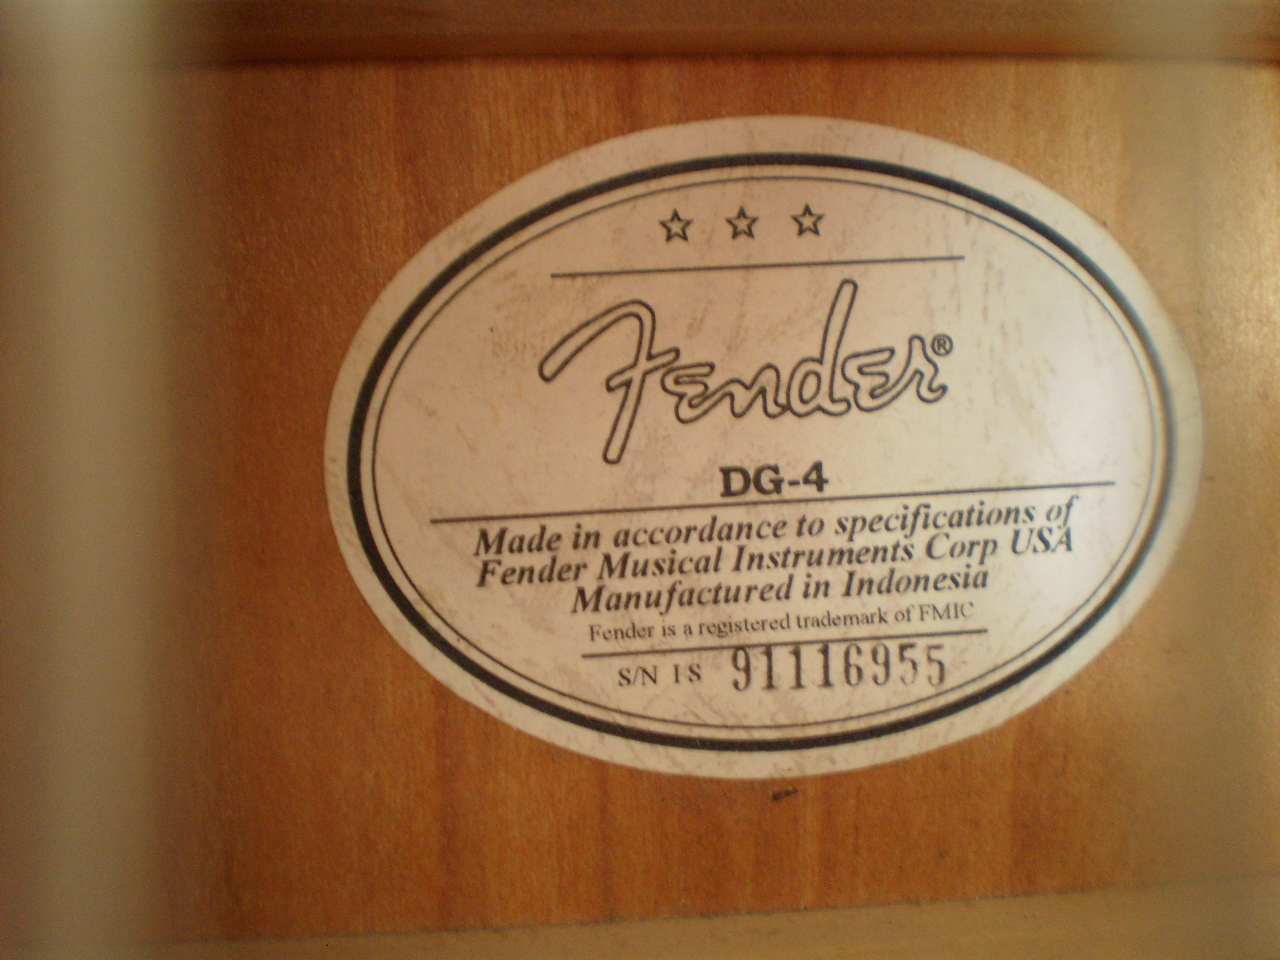 Fender®
DG-4
Made in accordance to specifications of
Fender Musical Instruments Corp USA
Manufactured in Indonesia
Fender is a registered trademark of FMIC
S/N IS 91116955